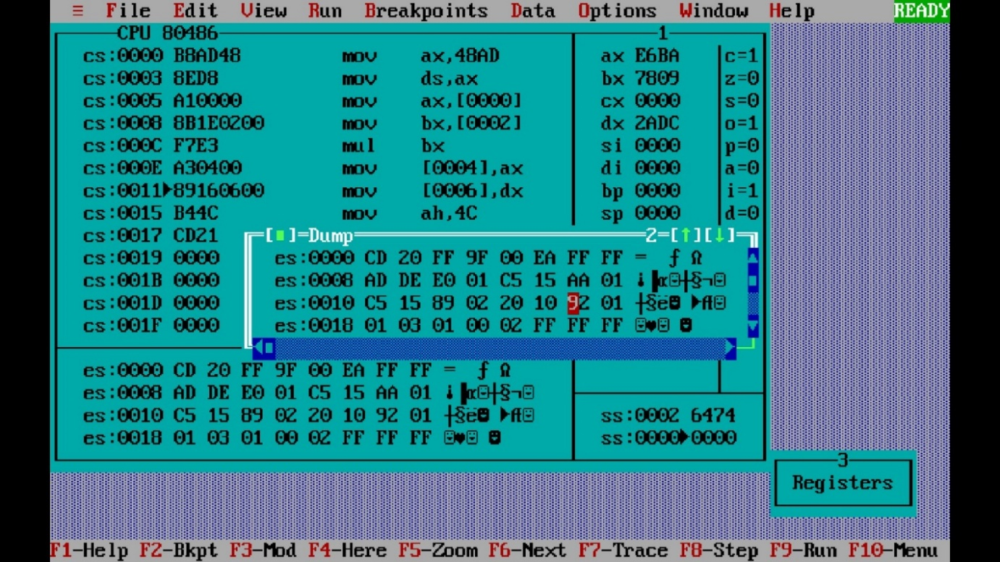 ≡ File Edit View Run Breakpoints Data Options Window Help READY
CPU 80486 1
cs:0000 B8AD48 mov ax,48AD ax E6BA c=1
cs:0003 8ED8 mov ds,ax bx 7809 z=0
cs:0005 A10000 mov ax,[0000] cx 0000 s=0
cs:0008 8B1E0200 mov bx,[0002] dx 2ADC o=1
cs:000C F7E3 mul bx si 0000 p=0
cs:000E A30400 mov [0004],ax di 0000 a=0
cs:0011▶89160600 mov [0006],dx bp 0000 i=1
cs:0015 B44C mov ah,4C sp 0000 d=0
cs:0017 CD21 [■]=Dump 2=[↑][↓]
cs:0019 0000 es:0000 CD 20 FF 9F 00 EA FF FF = ƒ Ω
cs:001B 0000 es:0008 AD DE E0 01 C5 15 AA 01 ¡▐α☺┼§¬☺
cs:001D 0000 es:0010 C5 15 89 02 20 10 92 01 ┼§ë☻ ►Æ☺
cs:001F 0000 es:0018 01 03 01 00 02 FF FF FF ☺♥☺ ☻
es:0000 CD 20 FF 9F 00 EA FF FF = ƒ Ω
es:0008 AD DE E0 01 C5 15 AA 01 ¡▐α☺┼§¬☺
es:0010 C5 15 89 02 20 10 92 01 ┼§ë☻ ►Æ☺ ss:0002 6474
es:0018 01 03 01 00 02 FF FF FF ☺♥☺ ☻ ss:0000▶0000
3
Registers
F1-Help F2-Bkpt F3-Mod F4-Here F5-Zoom F6-Next F7-Trace F8-Step F9-Run F10-Menu